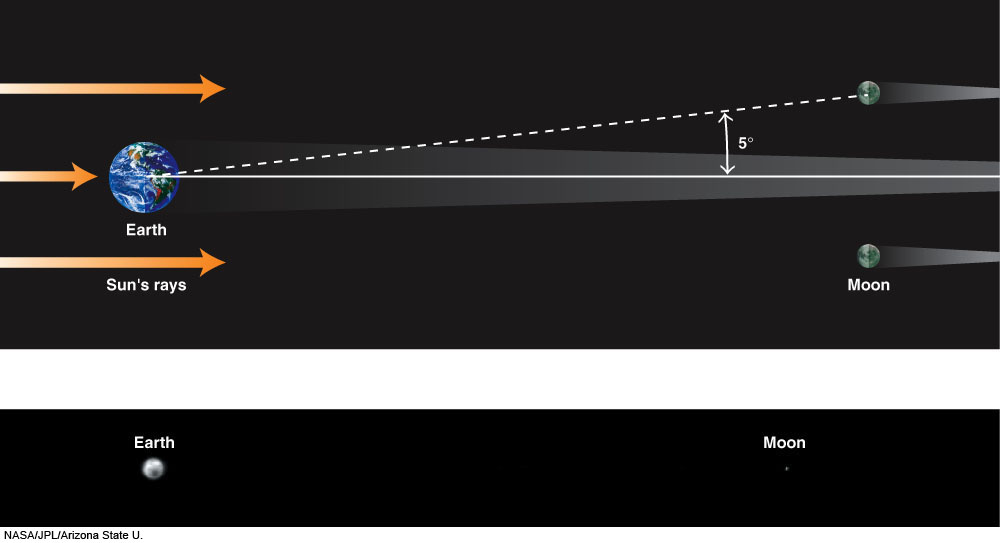 5°
Earth
Sun's rays
Moon
Earth
Moon
NASA/JPL/Arizona State U.